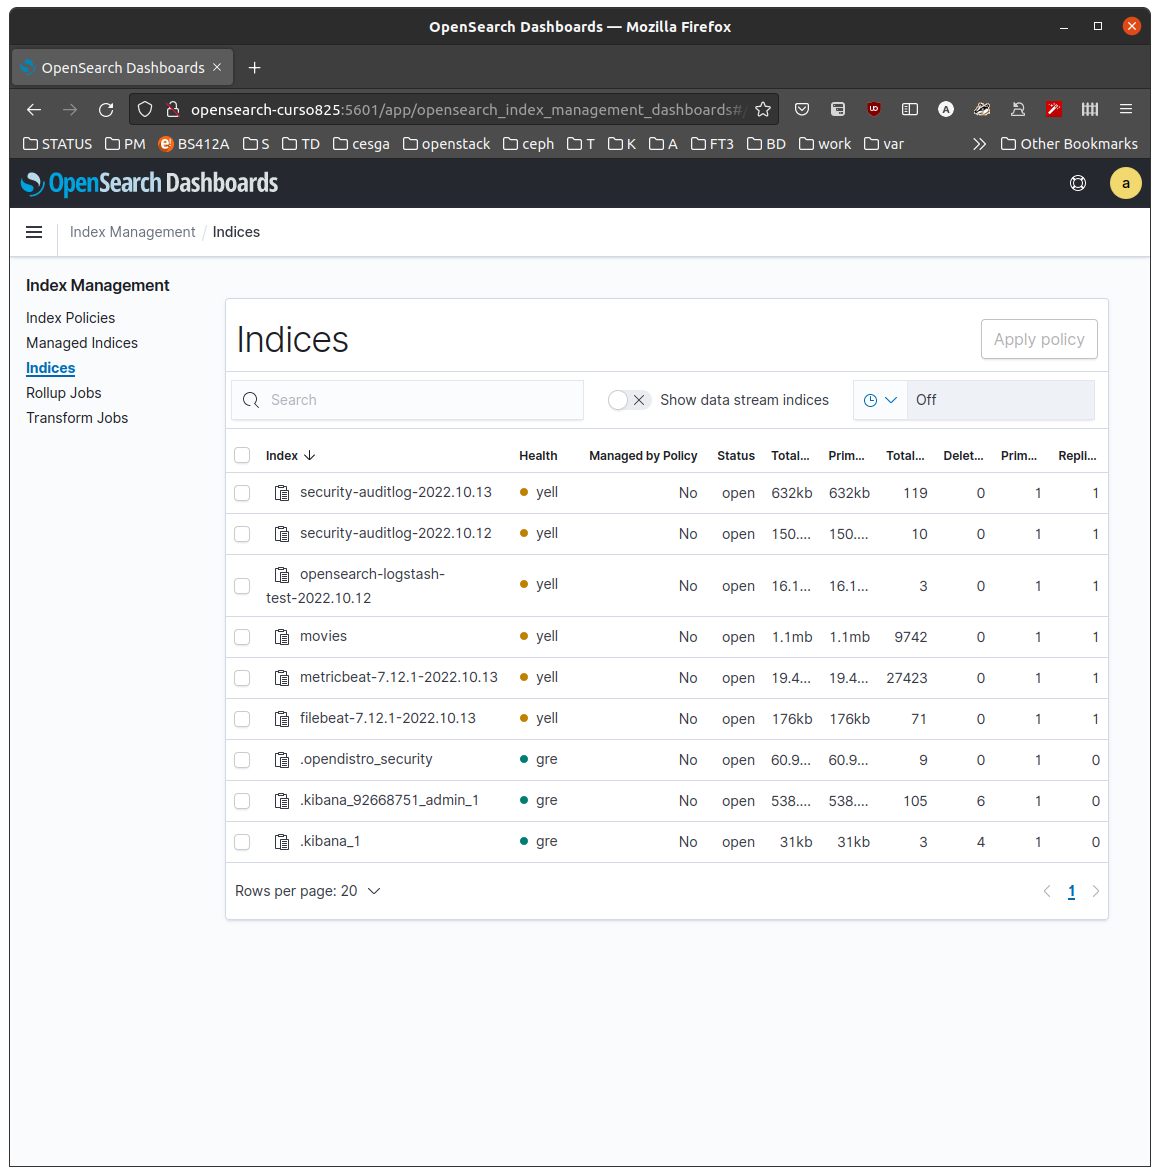 OpenSearch Dashboards — Mozilla Firefox
OpenSearch Dashboards
opensearch-curso825:5601/app/opensearch_index_management_dashboards#/
STATUS PM BS412A S TD cesga openstack ceph T K A FT3 BD work var Other Bookmarks
OpenSearch Dashboards a
Index Management / Indices
Index Management
Index Policies
Managed Indices
Indices
Rollup Jobs
Transform Jobs
Indices Apply policy
Search Show data stream indices Off
Index Health Managed by Policy Status Total... Prim... Total... Delet... Prim... Repli...
security-auditlog-2022.10.13 yell No open 632kb 632kb 119 0 1 1
security-auditlog-2022.10.12 yell No open 150.... 150.... 10 0 1 1
opensearch-logstash-
test-2022.10.12 yell No open 16.1... 16.1... 3 0 1 1
movies yell No open 1.1mb 1.1mb 9742 0 1 1
metricbeat-7.12.1-2022.10.13 yell No open 19.4... 19.4... 27423 0 1 1
filebeat-7.12.1-2022.10.13 yell No open 176kb 176kb 71 0 1 1
.opendistro_security gre No open 60.9... 60.9... 9 0 1 0
.kibana_92668751_admin_1 gre No open 538.... 538.... 105 6 1 0
.kibana_1 gre No open 31kb 31kb 3 4 1 0
Rows per page: 20 1